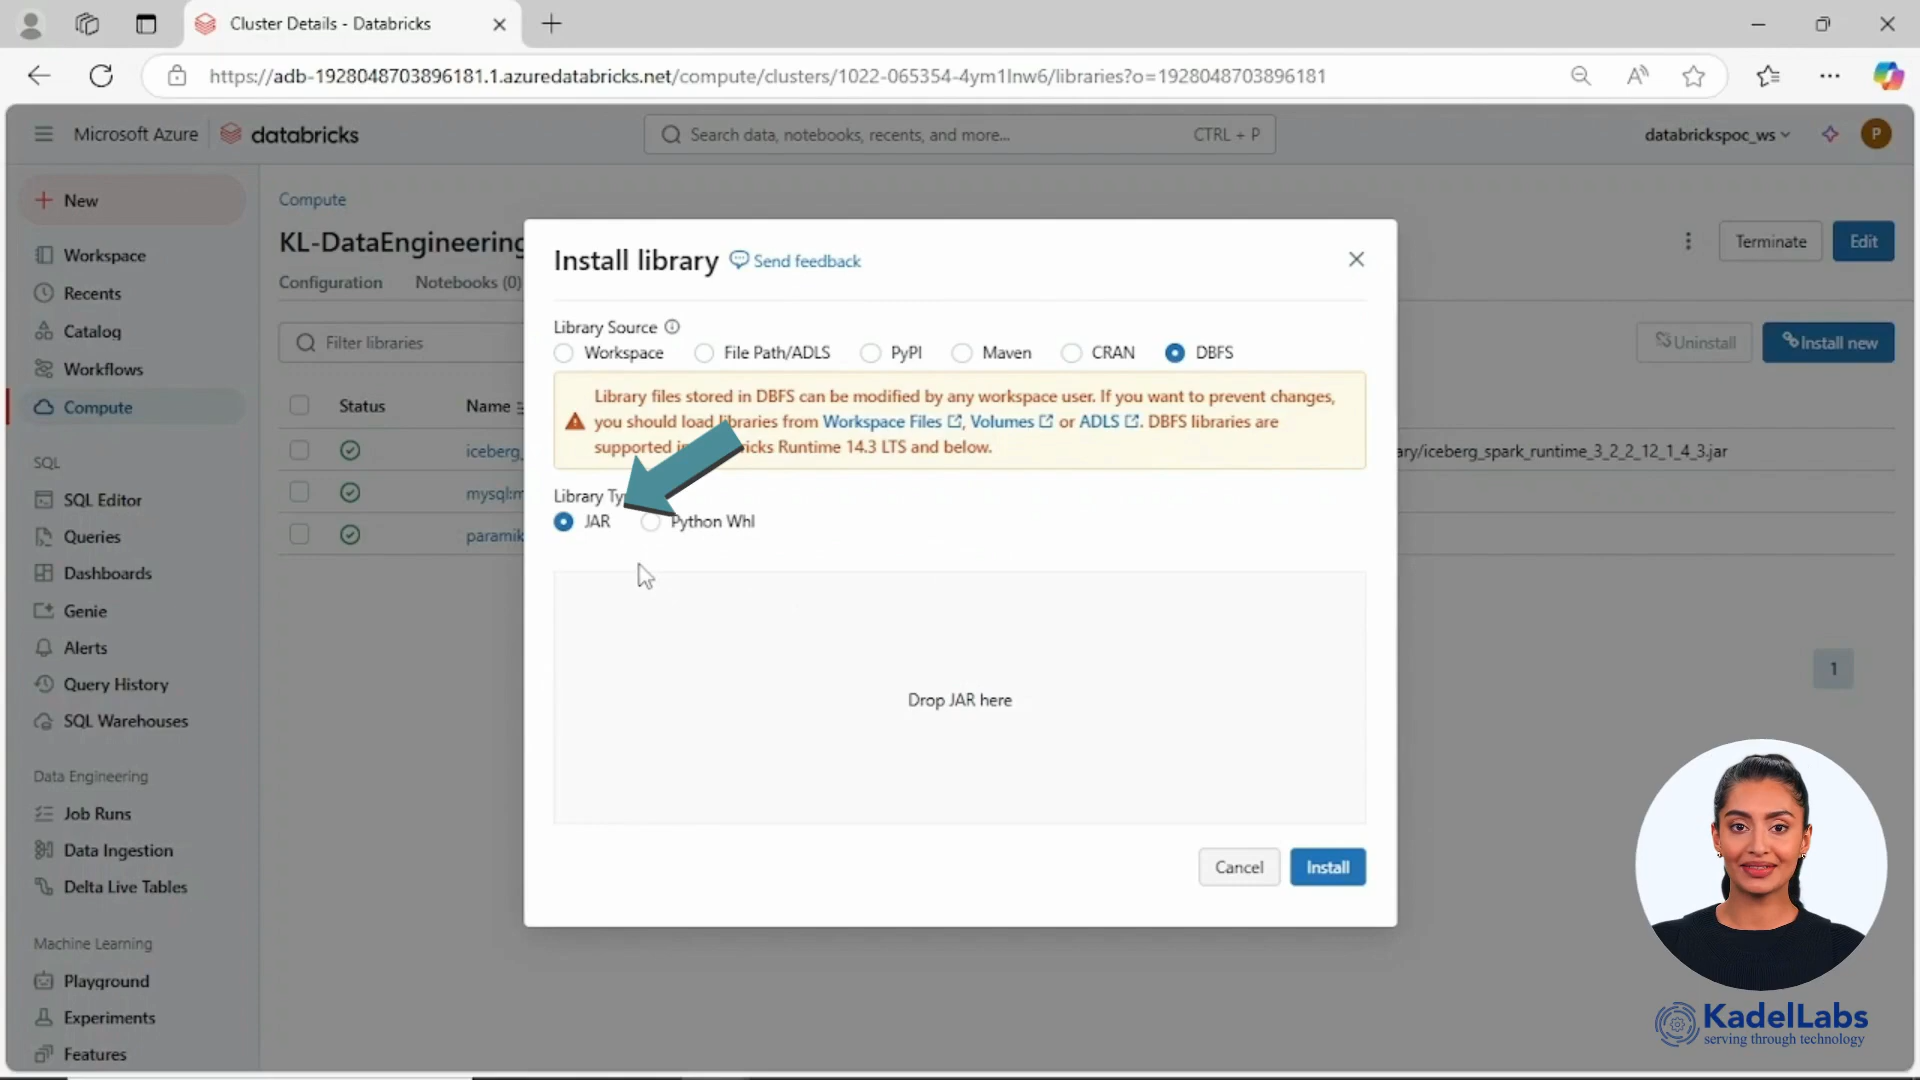 Cluster Details - Databricks
https://adb-1928048703896181.1.azuredatabricks.net/compute/clusters/1022-065354-4ym1lnw6/libraries?o=1928048703896181
Microsoft Azure
databricks
Search data, notebooks, recents, and more...
CTRL + P
databrickspoc_ws
P
New
Workspace
Recents
Catalog
Workflows
Compute
SQL
SQL Editor
Queries
Dashboards
Genie
Alerts
Query History
SQL Warehouses
Data Engineering
Job Runs
Data Ingestion
Delta Live Tables
Machine Learning
Playground
Experiments
Features
Compute
KL-DataEngineering
Terminate
Edit
Configuration
Notebooks (0)
Filter libraries
Uninstall
Install new
Status
Name
iceberg_
ary/iceberg_spark_runtime_3_2_2_12_1_4_3.jar
mysql:m
paramik
1
Install library
Send feedback
Library Source
Workspace
File Path/ADLS
PyPI
Maven
CRAN
DBFS
Library files stored in DBFS can be modified by any workspace user. If you want to prevent changes,
you should load libraries from Workspace Files, Volumes or ADLS. DBFS libraries are
supported icks Runtime 14.3 LTS and below.
Library Ty
JAR
Python Whl
Drop JAR here
Cancel
Install
KadelLabs
serving through technology